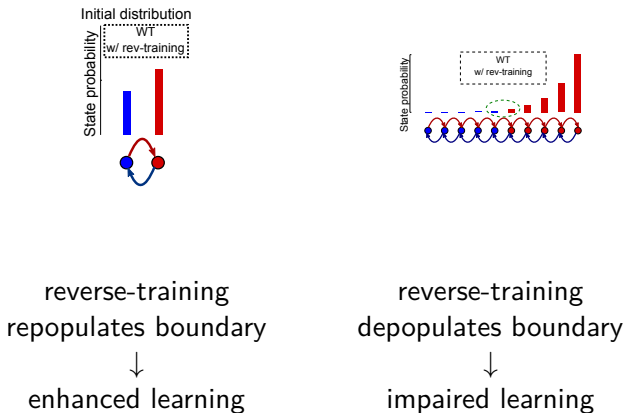 Initial distribution
WT
w/ rev-training
State probability
WT
w/ rev-training
State probability
reverse-training
repopulates boundary
↓
enhanced learning
reverse-training
depopulates boundary
↓
impaired learning